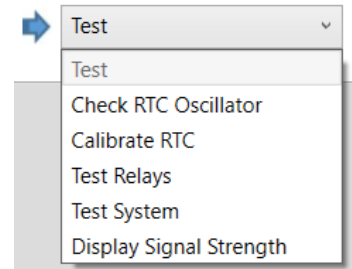 Test
Test
Check RTC Oscillator
Calibrate RTC
Test Relays
Test System
Display Signal Strength